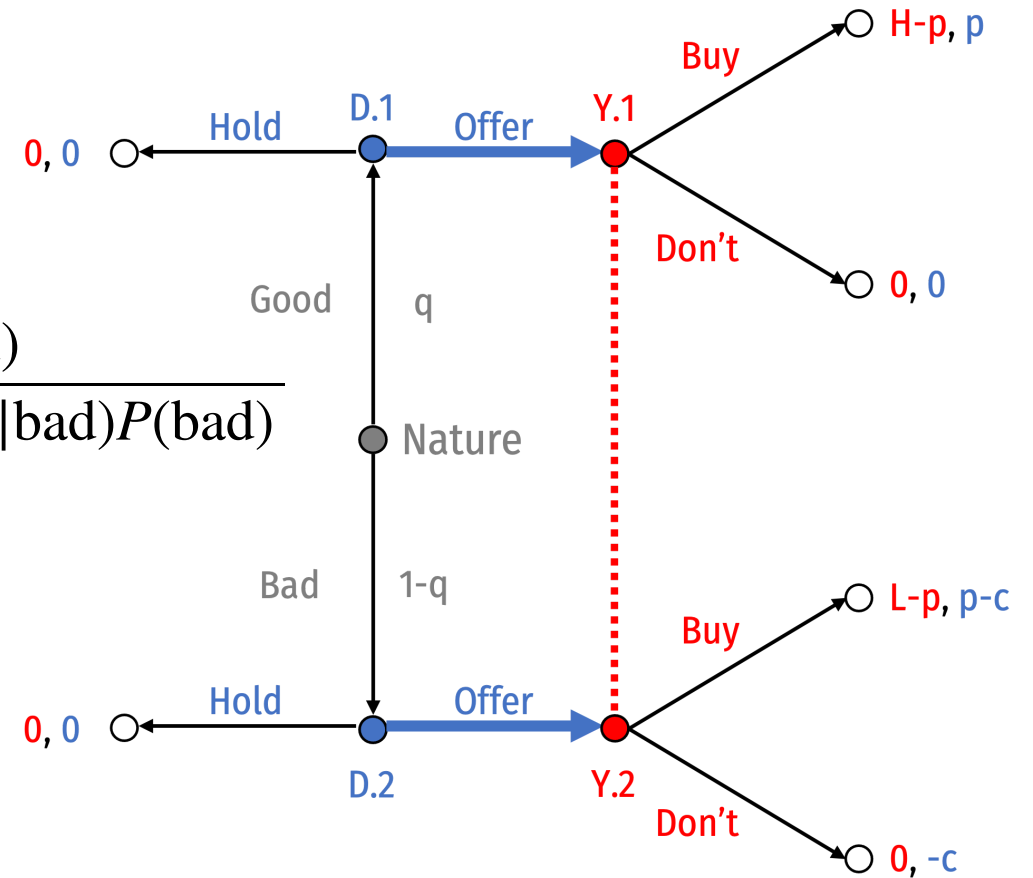 H-p, p
Buy
D.1
Y.1
Hold
Offer
0, 0
Don't
Good
q
0, 0
)
|bad)P(bad)
Nature
Bad
1-q
L-p, p-c
Buy
Hold
Offer
0, 0
D.2
Y.2
Don't
0, -c